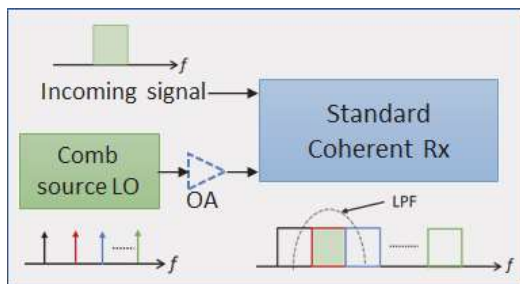 f
Incoming signal
Standard
Coherent Rx
Comb
source LO
OA
LPF
f
f